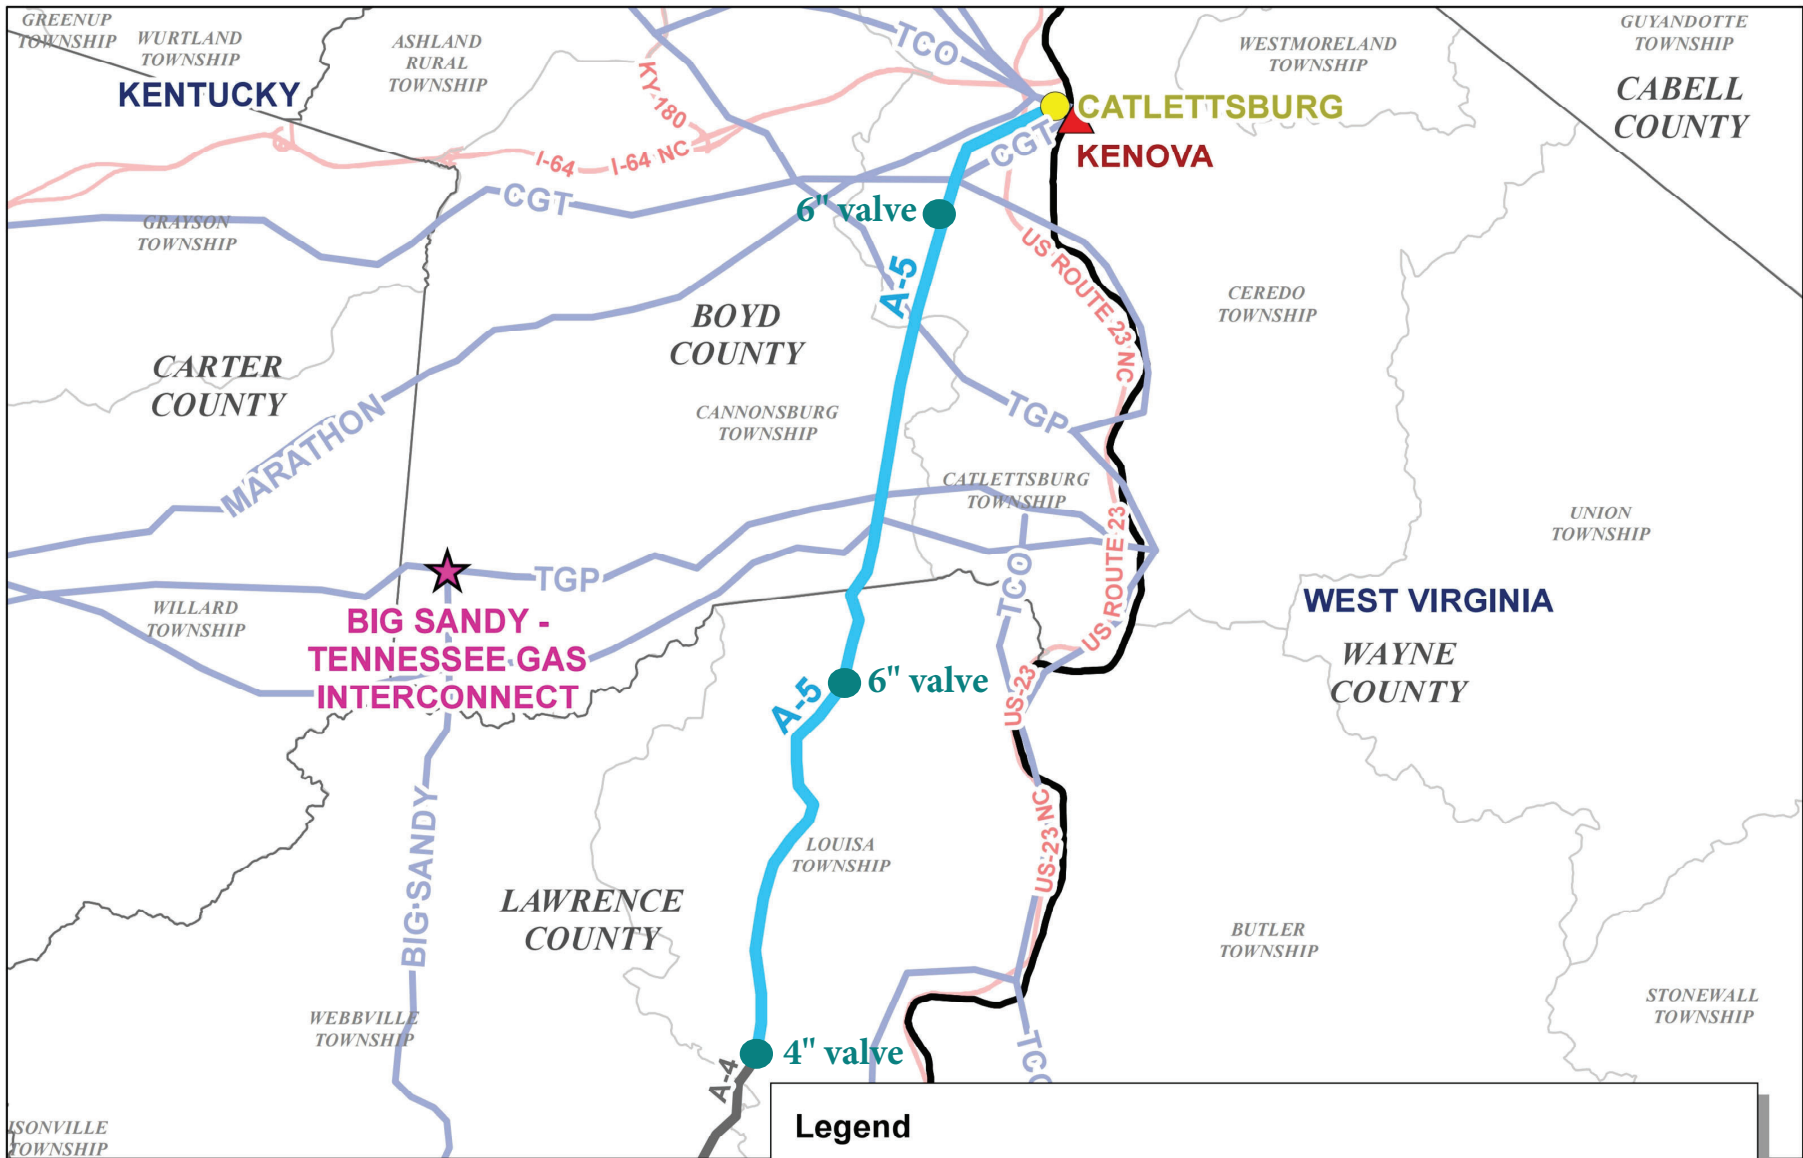 GREENUP
TOWNSHIP
WURTLAND
TOWNSHIP
ASHLAND
RURAL
TOWNSHIP
TCO
WESTMORELAND
TOWNSHIP
GUYANDOTTE
TOWNSHIP
KENTUCKY
KY 180
CATLETTSBURG
CABELL
COUNTY
I-64
I-64 NC
CGT
KENOVA
CGT
GRAYSON
TOWNSHIP
6" valve
US ROUTE 23 NC
A-5
CEREDO
TOWNSHIP
BOYD
COUNTY
CARTER
COUNTY
MARATHON
CANNONSBURG
TOWNSHIP
TGP
CATLETTSBURG
TOWNSHIP
US ROUTE 23
UNION
TOWNSHIP
TGP
TCO
WILLARD
TOWNSHIP
BIG SANDY -
TENNESSEE GAS
INTERCONNECT
WEST VIRGINIA
WAYNE
COUNTY
6" valve
A-5
US-23
BIG SANDY
US-23 NC
LOUISA
TOWNSHIP
LAWRENCE
COUNTY
BUTLER
TOWNSHIP
WEBBVILLE
TOWNSHIP
STONEWALL
TOWNSHIP
4" valve
TCO
A-4
ISONVILLE
TOWNSHIP
Legend